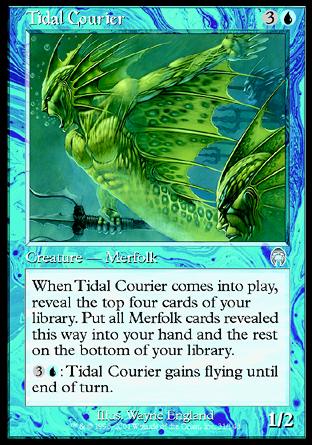 Tidal Courier 3
Creature — Merfolk
When Tidal Courier comes into play,
reveal the top four cards of your
library. Put all Merfolk cards revealed
this way into your hand and the rest
on the bottom of your library.
3 : Tidal Courier gains flying until
end of turn.
Illus. Wayne England
1/2